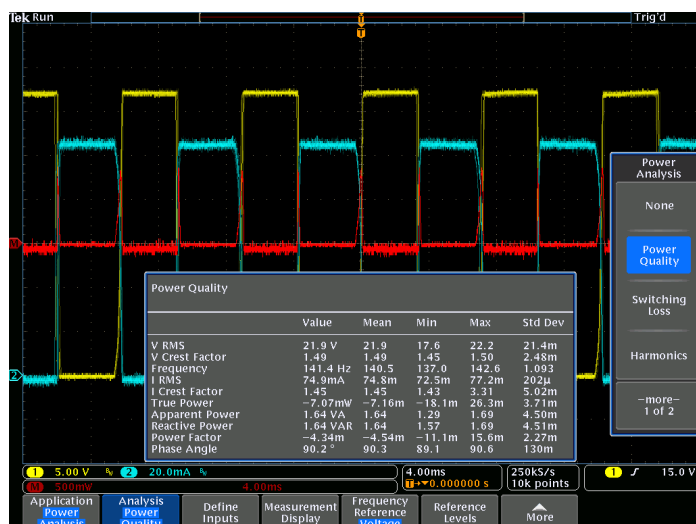 Tek Run Trig'd
T
T
M
2
Power
Analysis
None
Power
Quality
Switching
Loss
Harmonics
—more—
1 of 2
Power Quality
Value Mean Min Max Std Dev
V RMS 21.9 V 21.9 17.6 22.2 21.4m
V Crest Factor 1.49 1.49 1.45 1.50 2.48m
Frequency 141.4 Hz 140.5 137.0 142.6 1.093
I RMS 74.9mA 74.8m 72.5m 77.2m 202µ
I Crest Factor 1.45 1.45 1.43 3.31 5.02m
True Power −7.07mW −7.16m −18.1m 26.3m 3.71m
Apparent Power 1.64 VA 1.64 1.29 1.69 4.50m
Reactive Power 1.64 VAR 1.64 1.57 1.69 4.51m
Power Factor −4.34m −4.54m −11.1m 15.6m 2.27m
Phase Angle 90.2 ° 90.3 89.1 90.6 130m
1 5.00 V BW 2 20.0mA BW 4.00ms 250kS/s 1 ∫ 15.0 V
M 500mW 4.00ms T→▼0.000000 s 10k points
Application
Power
Analysis
Analysis
Power
Quality
Define
Inputs
Measurement
Display
Frequency
Reference
Voltage
Reference
Levels
More